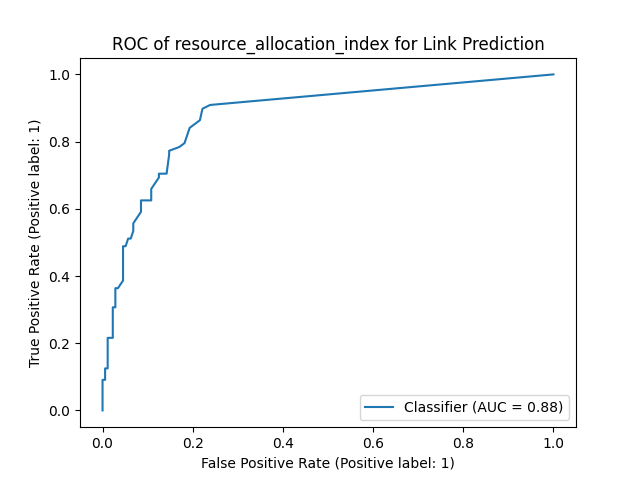 ROC of resource_allocation_index for Link Prediction
True Positive Rate (Positive label: 1)
1.0
0.8
0.6
0.4
0.2
0.0
Classifier (AUC = 0.88)
0.0 0.2 0.4 0.6 0.8 1.0
False Positive Rate (Positive label: 1)